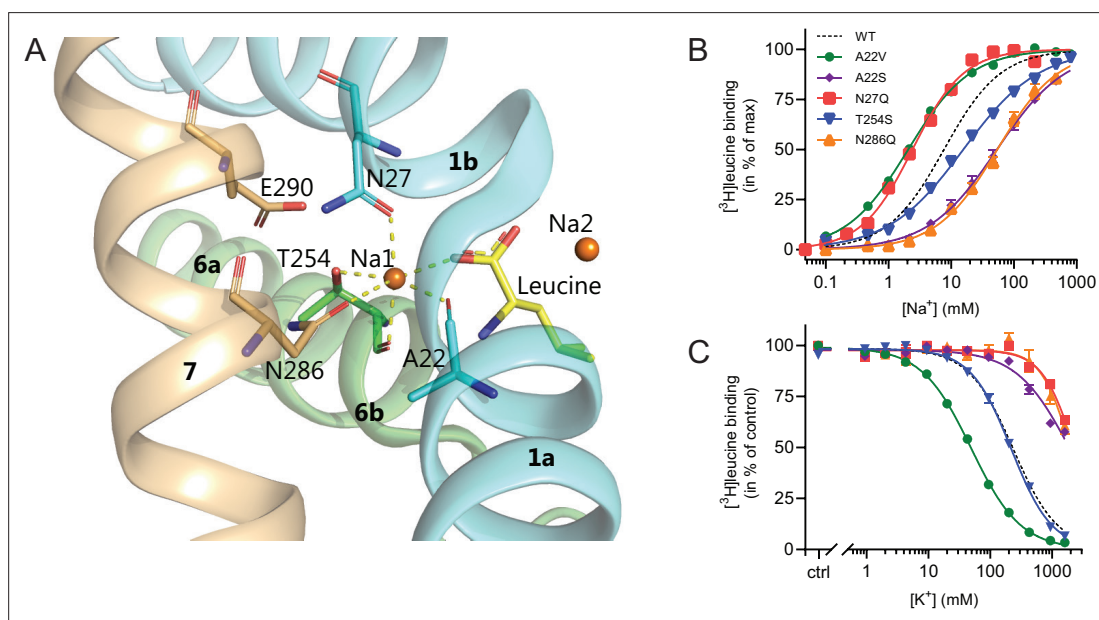 A
E290
N27
1b
Na2
6a
T254
Na1
Leucine
7
N286
A22
6b
1a
B
[³H]leucine binding
(in % of max)
100
75
50
25
0
WT
A22V
A22S
N27Q
T254S
N286Q
0.1 1 10 100 1000
[Na⁺] (mM)
C
[³H]leucine binding
(in % of control)
100
75
50
25
0
ctrl 1 10 100 1000
[K⁺] (mM)